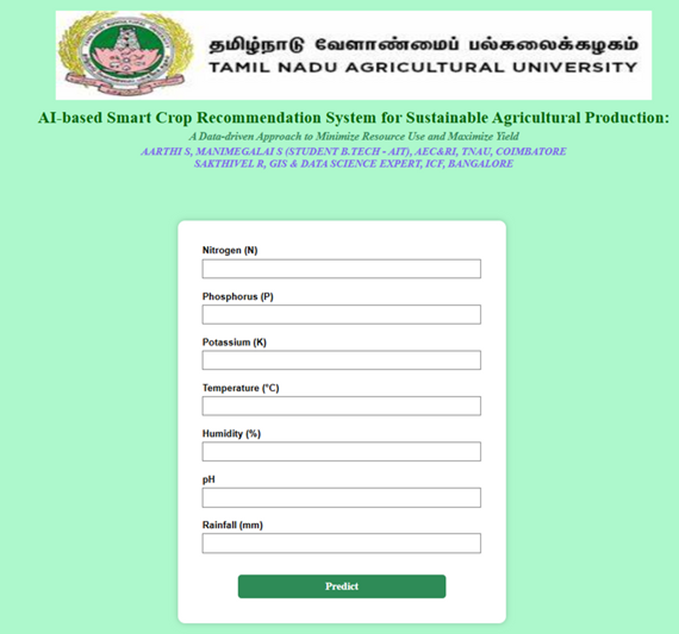 தமிழ்நாடு வேளாண்மைப் பல்கலைக்கழகம்
TAMIL NADU AGRICULTURAL UNIVERSITY
AI-based Smart Crop Recommendation System for Sustainable Agricultural Production:
A Data-driven Approach to Minimize Resource Use and Maximize Yield
AARTHI S, MANIMEGALAI S (STUDENT B.TECH - AIT), AEC&RI, TNAU, COIMBATORE
SAKTHIVEL R, GIS & DATA SCIENCE EXPERT, ICF, BANGALORE
Nitrogen (N)
Phosphorus (P)
Potassium (K)
Temperature (°C)
Humidity (%)
pH
Rainfall (mm)
Predict